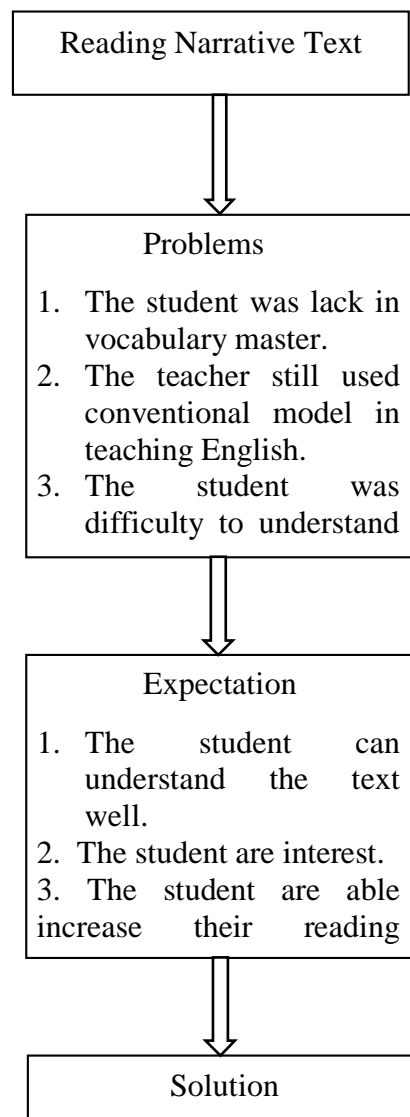 Reading Narrative Text
Problems
1. The student was lack in
vocabulary master.
2. The teacher still used
conventional model in
teaching English.
3. The student was
difficulty to understand
Expectation
1. The student can
understand the text
well.
2. The student are interest.
3. The student are able
increase their reading
Solution